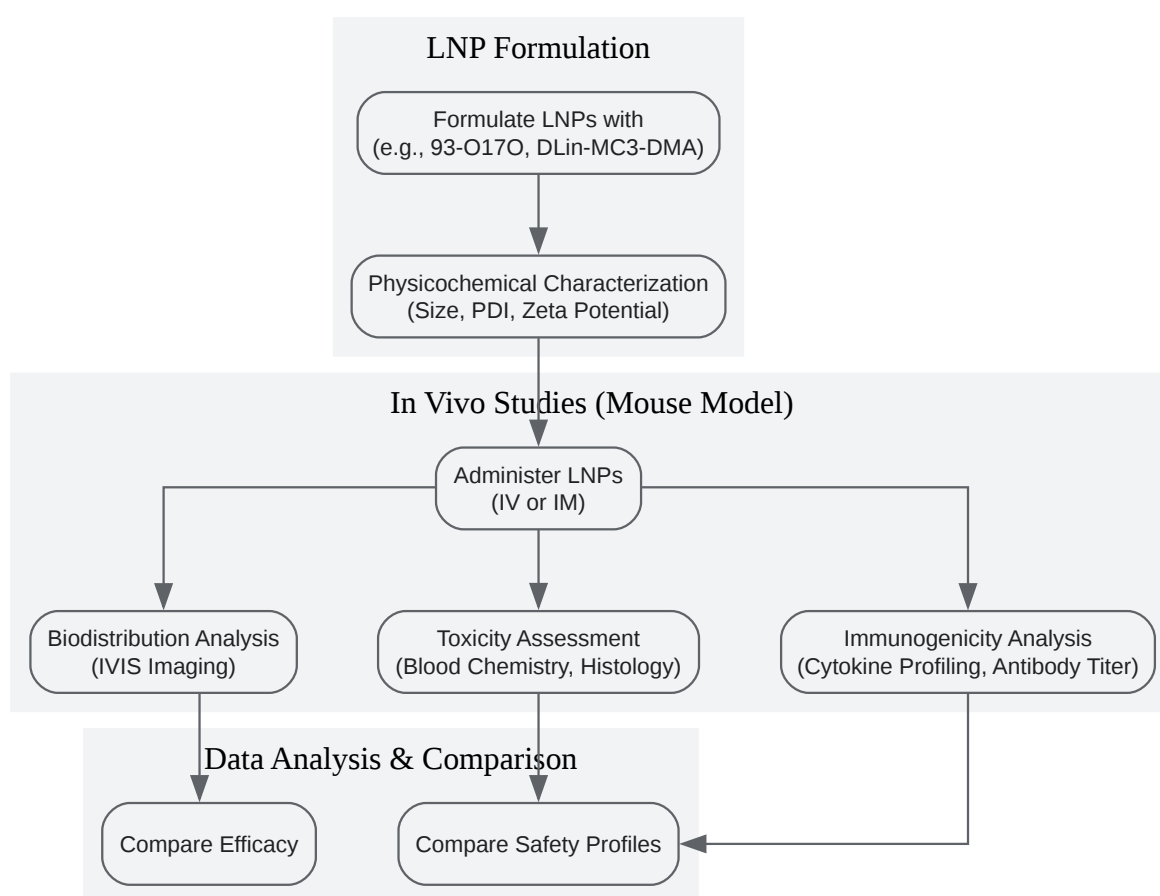 LNP Formulation
Formulate LNPs with
(e.g., 93-O17O, DLin-MC3-DMA)
Physicochemical Characterization
(Size, PDI, Zeta Potential)
In Vivo Studies (Mouse Model)
Administer LNPs
(IV or IM)
Biodistribution Analysis
(IVIS Imaging)
Toxicity Assessment
(Blood Chemistry, Histology)
Immunogenicity Analysis
(Cytokine Profiling, Antibody Titer)
Data Analysis & Comparison
Compare Efficacy
Compare Safety Profiles